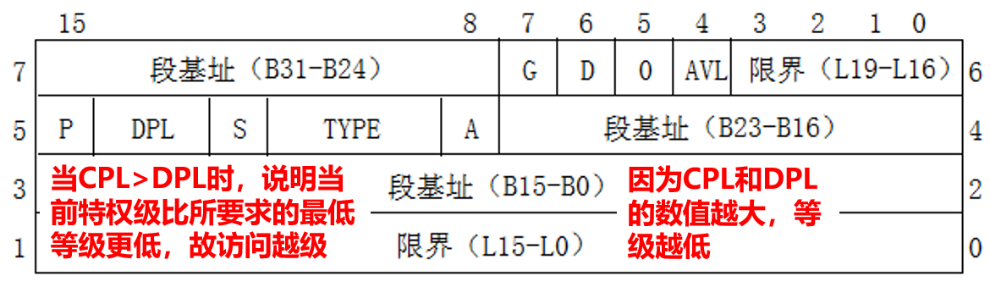 15 8 7 6 5 4 3 2 1 0
7 段基址（B31-B24） G D 0 AVL 限界（L19-L16） 6
5 P DPL S TYPE A 段基址（B23-B16） 4
3 段基址（B15-B0） 2
1 限界（L15-L0） 0
当CPL>DPL时，说明当
前特权级比所要求的最低
等级更低，故访问越级
因为CPL和DPL
的数值越大，等
级越低